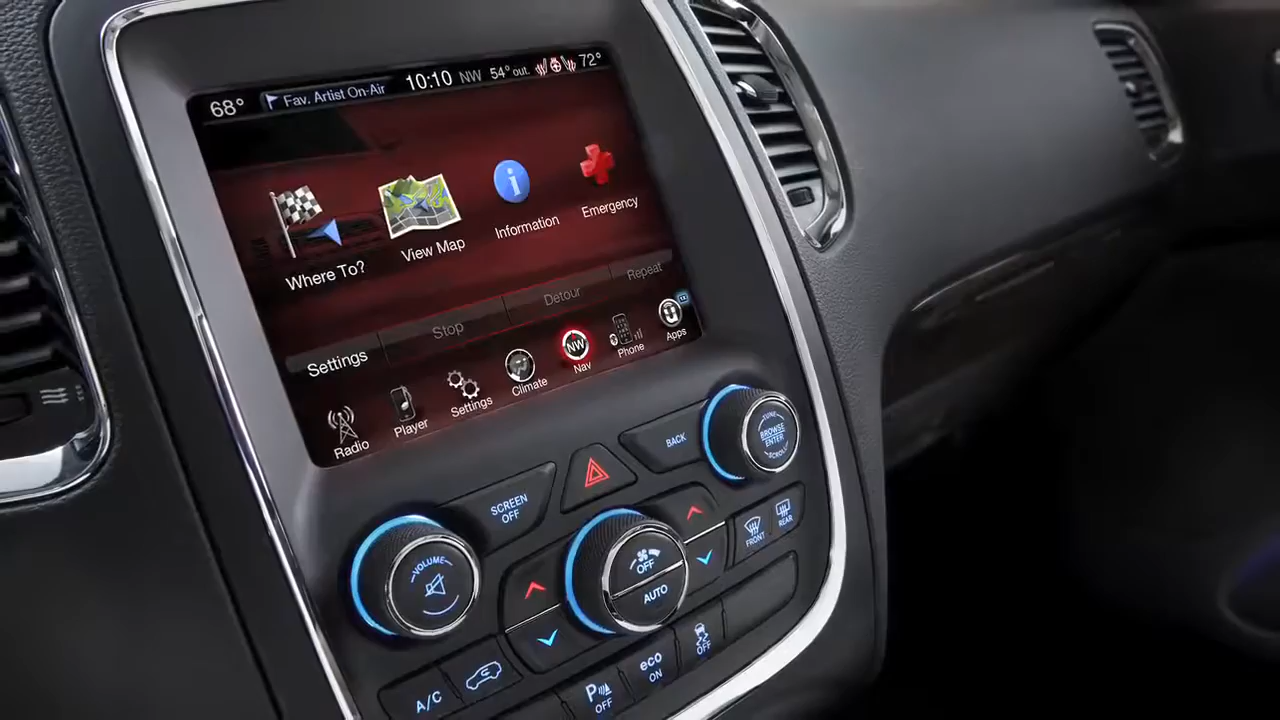 68° Fav. Artist On-Air 10:10 NW 54° out. 72°
Where To?
View Map
Information
Emergency
Settings
Stop
Detour
Repeat
Radio
Player
Settings
Climate
NW
Nav
Phone
Apps
BACK
TUNE
BROWSE
ENTER
SCROLL
SCREEN
OFF
VOLUME
OFF
AUTO
FRONT
REAR
A/C
P
OFF
eco
ON
OFF